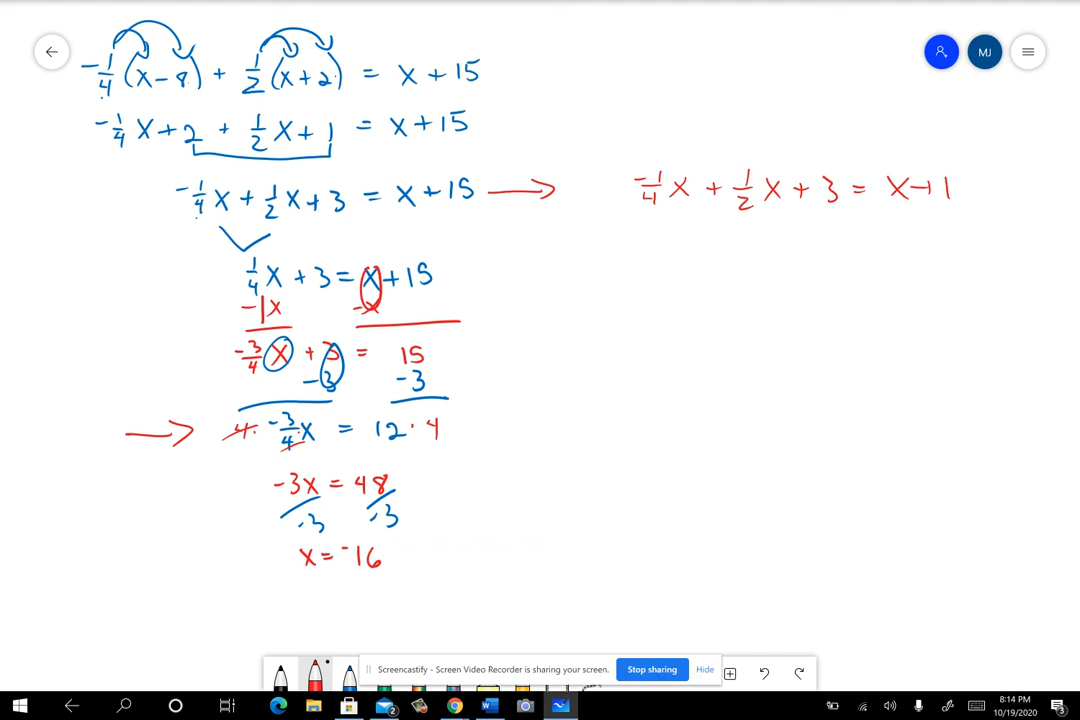 MJ
-1/4(x-8) + 1/2(x+2) = x+15
-1/4x+2 + 1/2x+1 = x+15
-1/4x + 1/2x+3 = x+15 → -1/4x + 1/2x + 3 = x+1
1/4x + 3 = x+15
-1x -x
-3/4x + 3 = 15
-3 -3
→ 4· -3/4x = 12·4
-3x = 48
-3 -3
x = -16
Screencastify - Screen Video Recorder is sharing your screen. Stop sharing Hide
8:14 PM
10/19/2020